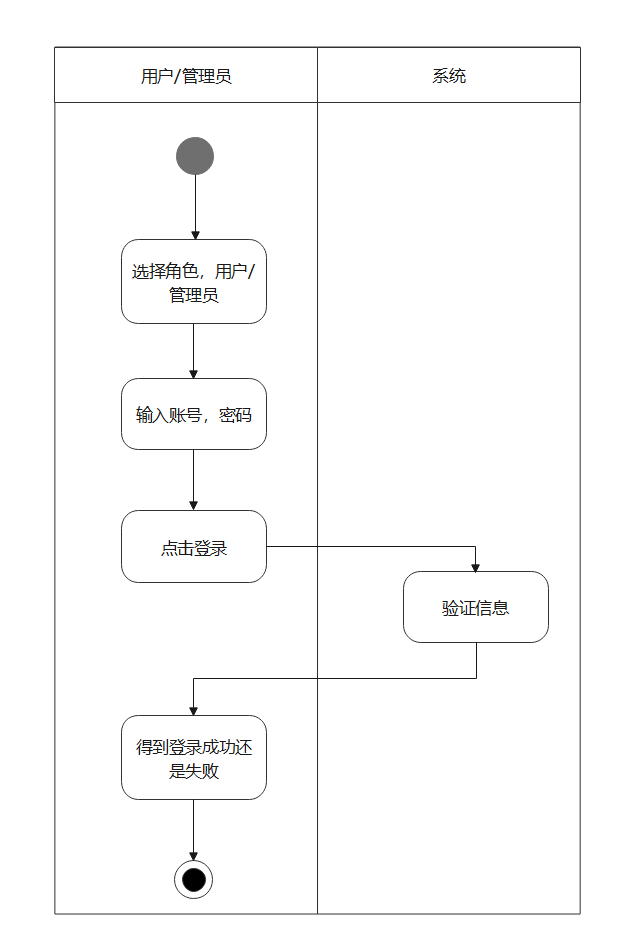 用户/管理员
系统
选择角色，用户/
管理员
输入账号，密码
点击登录
验证信息
得到登录成功还
是失败